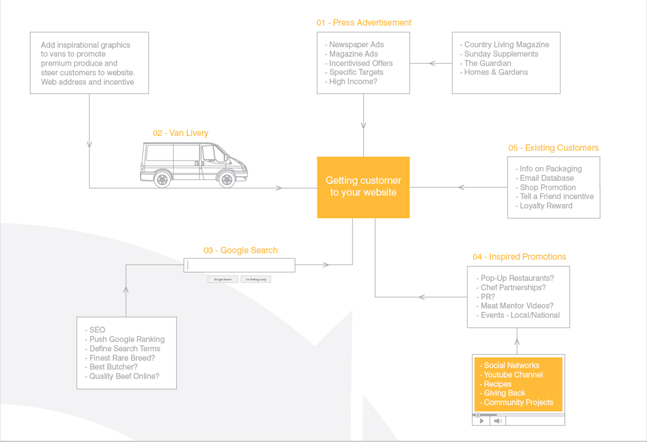 01 - Press Advertisement
Add inspirational graphics
to vans to promote
premium produce and
steer customers to website.
Web address and incentive
- Newspaper Ads
- Magazine Ads
- Incentivised Offers
- Specific Targets
- High Income?
- Country Living Magazine
- Sunday Supplements
- The Guardian
- Homes & Gardens
02 - Van Livery
05 - Existing Customers
Getting customer
to your website
- Info on Packaging
- Email Database
- Shop Promotion
- Tell a Friend incentive
- Loyalty Reward
03 - Google Search
Google Search
04 - Inspired Promotions
- Pop-Up Restaurants?
- Chef Partnerships?
- PR?
- Meat Mentor Videos?
- Events - Local/National
- SEO
- Push Google Ranking
- Define Search Terms
- Finest Rare Breed?
- Best Butcher?
- Quality Beef Online?
- Social Networks
- Youtube Channel
- Recipes
- Giving Back
- Community Projects